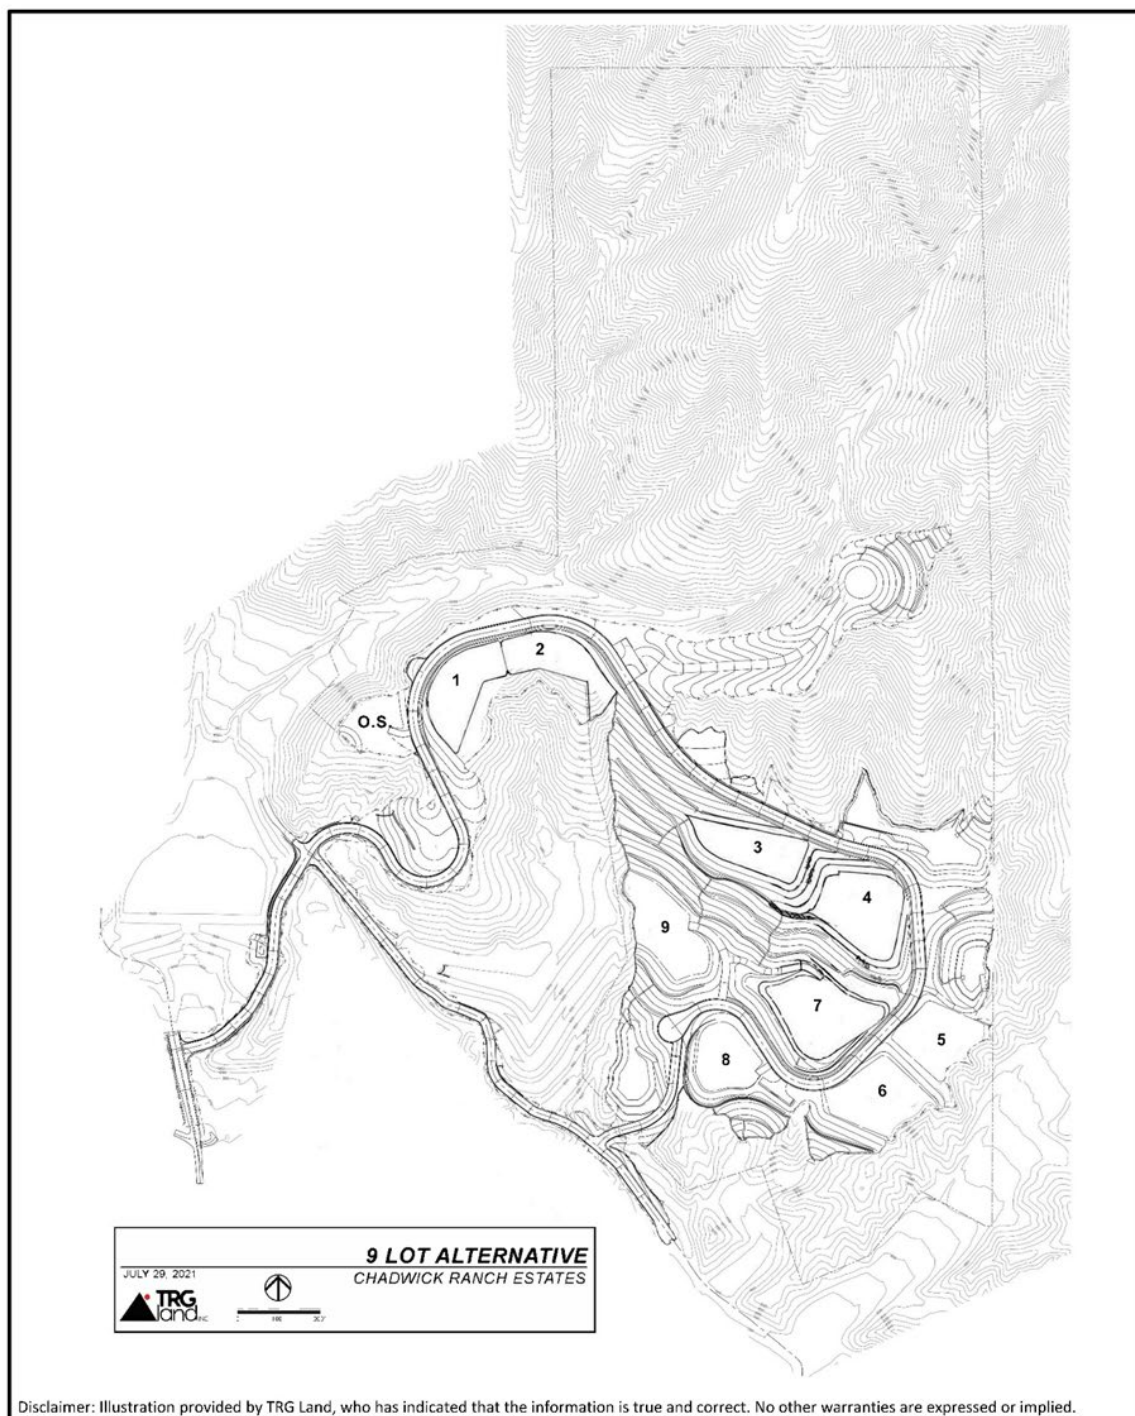 1
2
O.S.
3
4
9
7
5
8
6
9 LOT ALTERNATIVE
JULY 29, 2021
CHADWICK RANCH ESTATES
TRG
land INC
Disclaimer: Illustration provided by TRG Land, who has indicated that the information is true and correct. No other warranties are expressed or implied.